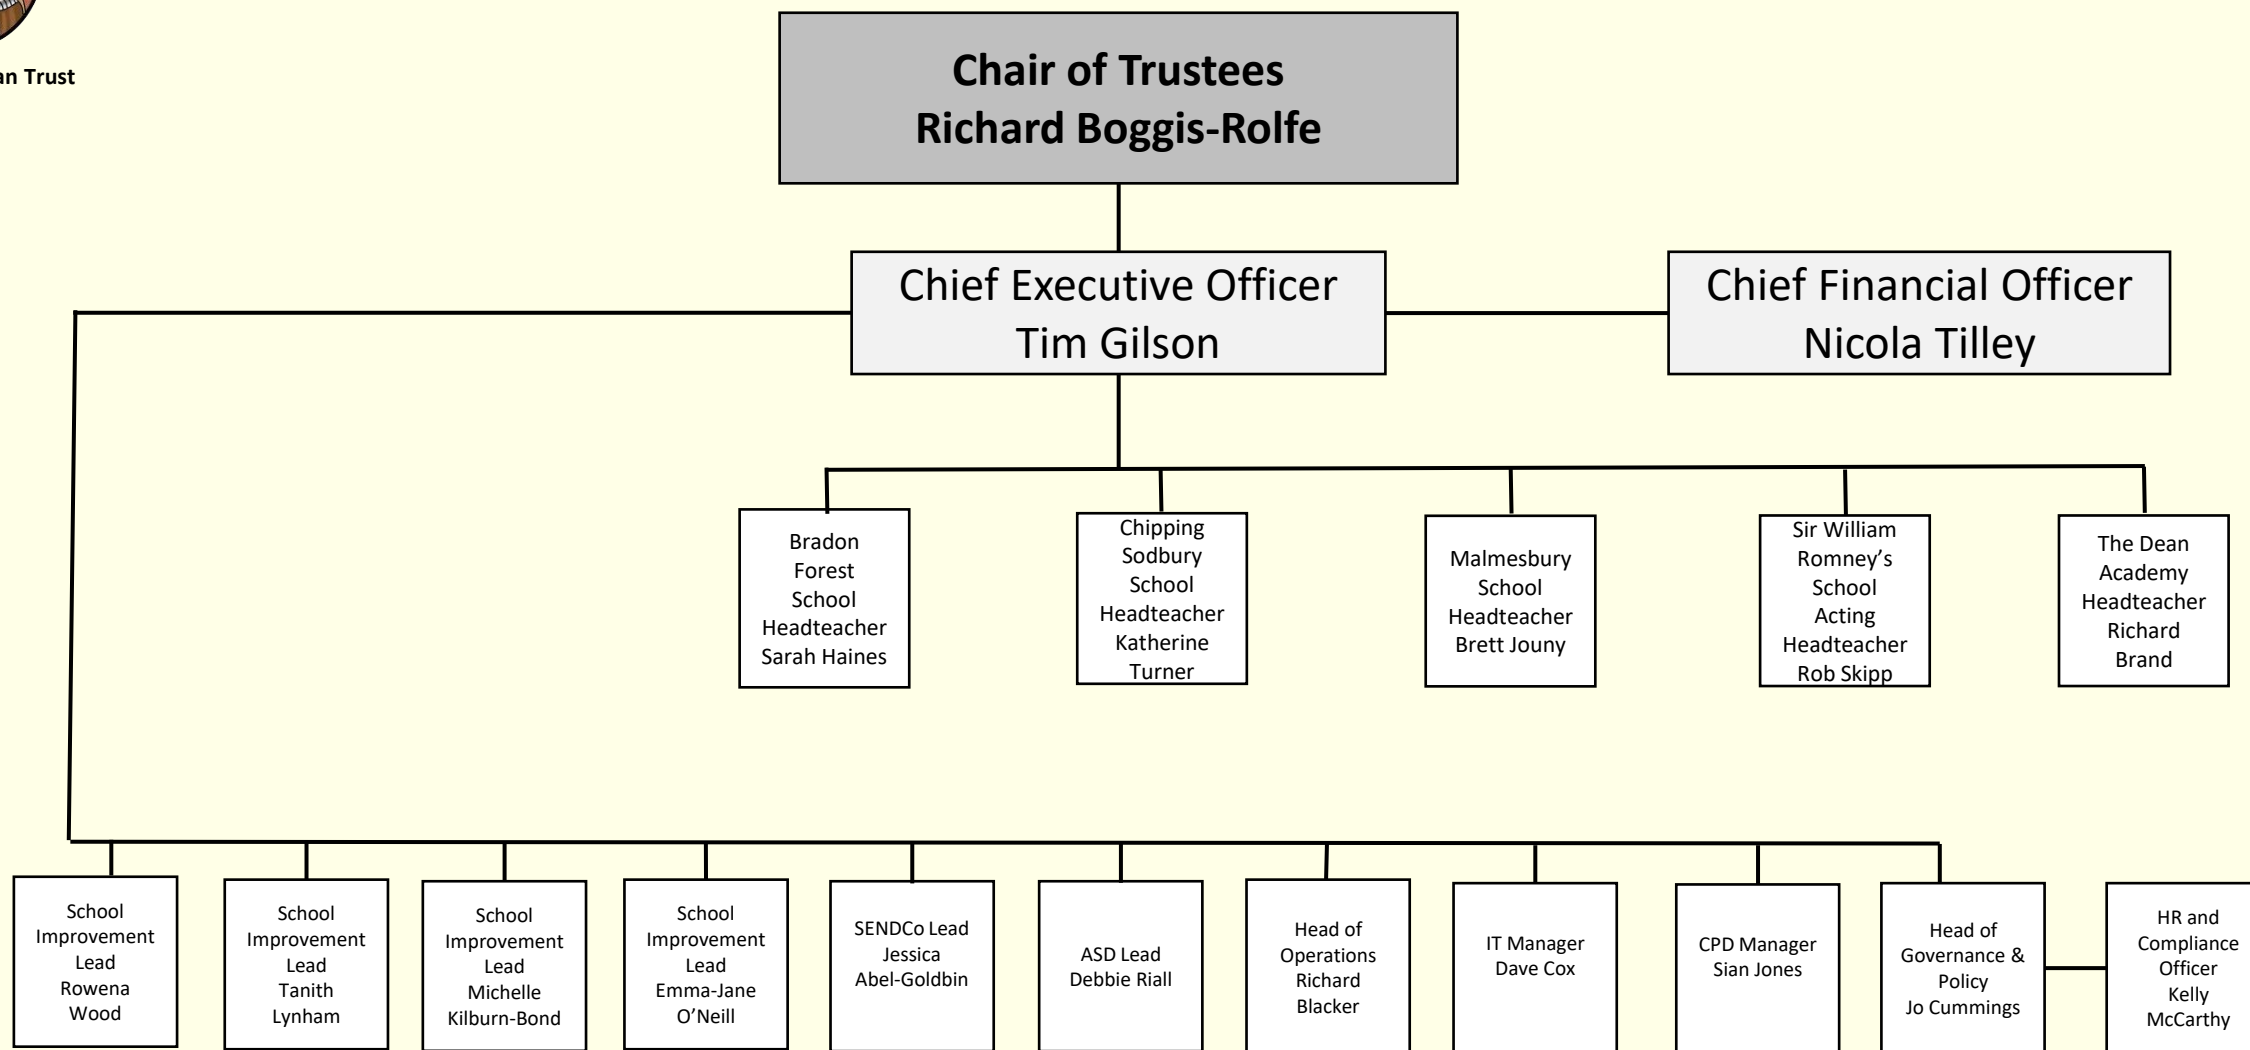 Trust
Chair of Trustees
Richard Boggis-Rolfe
Chief Executive Officer
Tim Gilson
Chief Financial Officer
Nicola Tilley
Bradon
Forest
School
Headteacher
Sarah Haines
Chipping
Sodbury
School
Headteacher
Katherine
Turner
Malmesbury
School
Headteacher
Brett Jouny
Sir William
Romney’s
School
Acting
Headteacher
Rob Skipp
The Dean
Academy
Headteacher
Richard
Brand
School
Improvement
Lead
Rowena
Wood
School
Improvement
Lead
Tanith
Lynham
School
Improvement
Lead
Michelle
Kilburn-Bond
School
Improvement
Lead
Emma-Jane
O’Neill
SENDCo Lead
Jessica
Abel-Goldbin
ASD Lead
Debbie Riall
Head of
Operations
Richard
Blacker
IT Manager
Dave Cox
CPD Manager
Sian Jones
Head of
Governance &
Policy
Jo Cummings
HR and
Compliance
Officer
Kelly
McCarthy